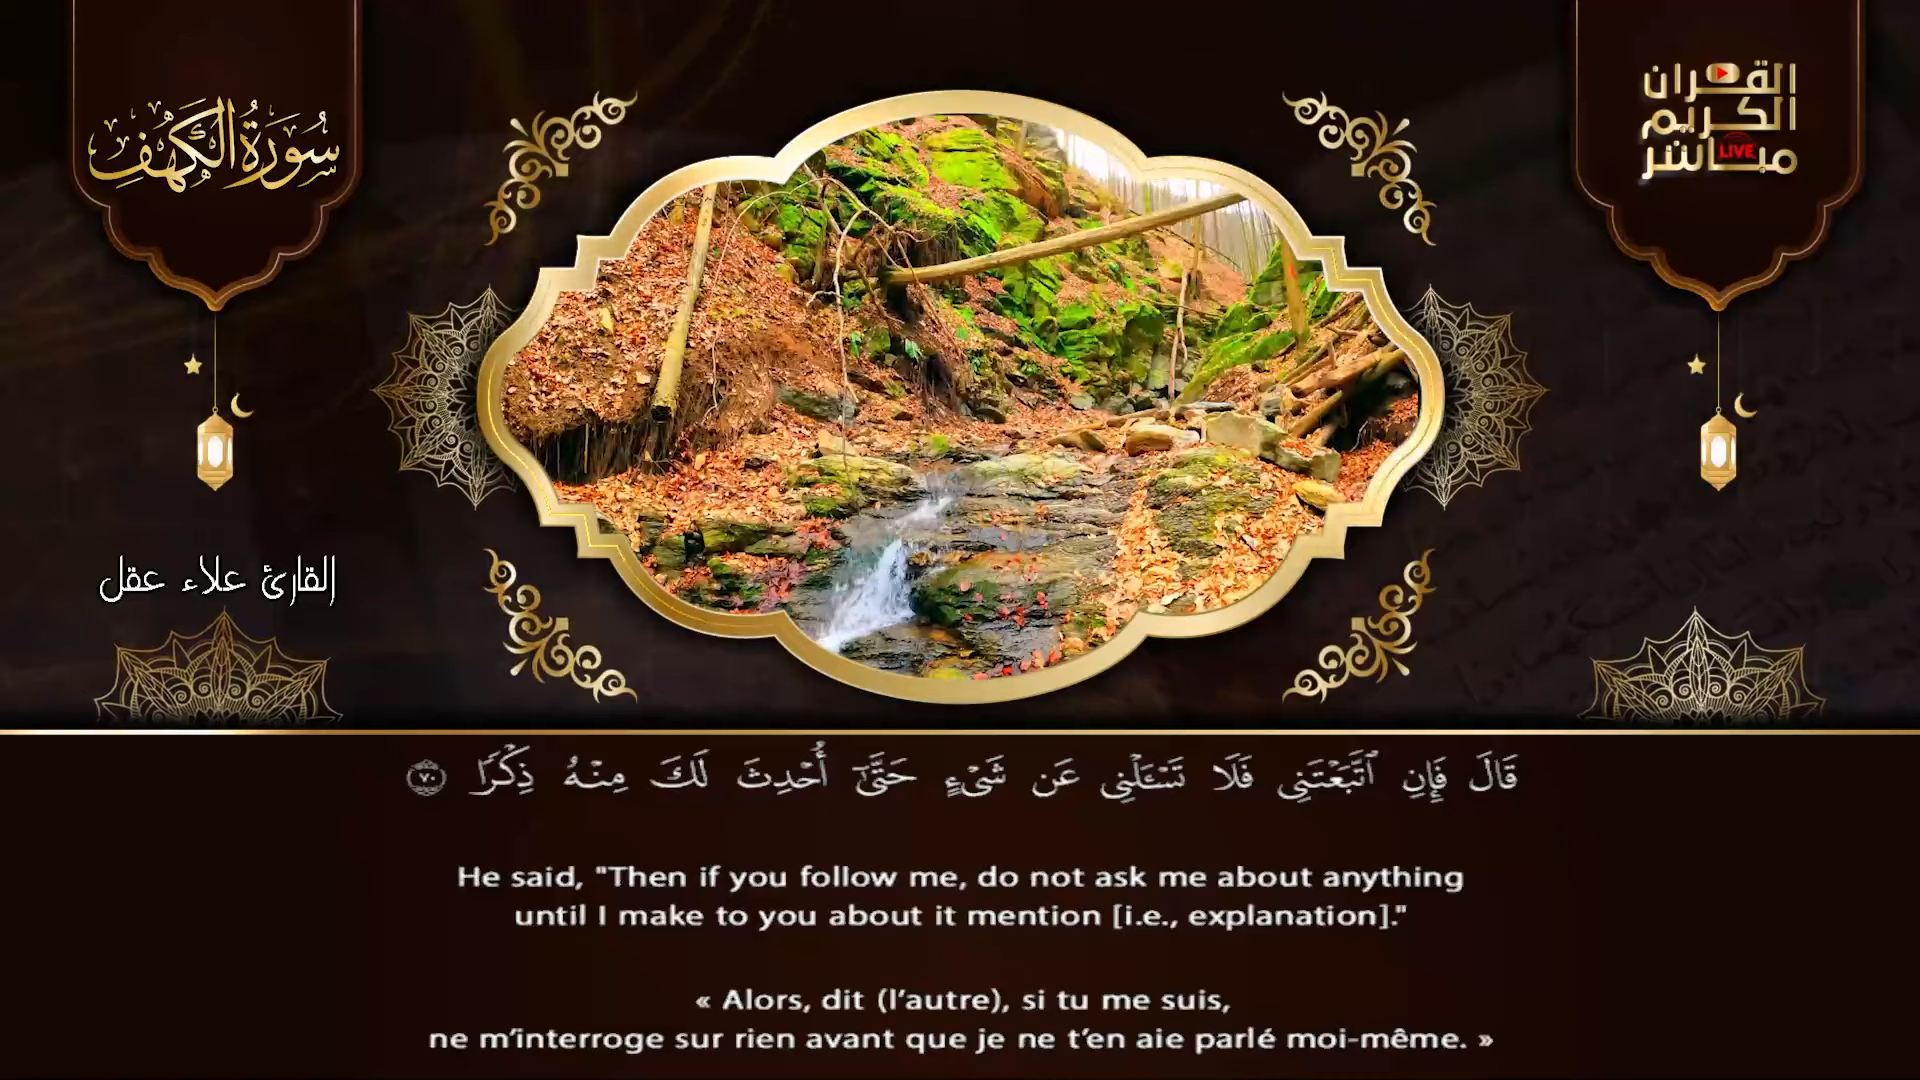 سُورَةُ الكَهْفِ
القران
الكريم
مباشر
LIVE
القارئ علاء عقل
قَالَ فَإِنِ ٱتَّبَعْتَنِى فَلَا تَسْـَٔلْنِى عَن شَىْءٍ حَتَّىٰٓ أُحْدِثَ لَكَ مِنْهُ ذِكْرًا ٧٠
He said, "Then if you follow me, do not ask me about anything
until I make to you about it mention [i.e., explanation]."
« Alors, dit (l’autre), si tu me suis,
ne m’interroge sur rien avant que je ne t’en aie parlé moi-même. »